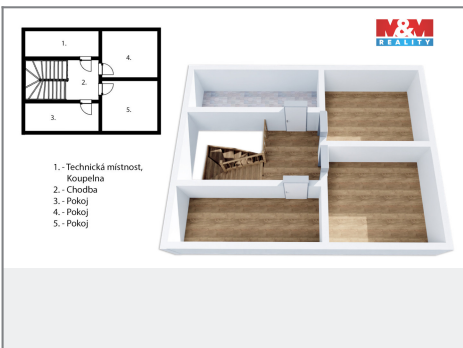 M&M
REALITY
1.
4.
2.
3.
5.
1. - Technická místnost,
Koupelna
2. - Chodba
3. - Pokoj
4. - Pokoj
5. - Pokoj